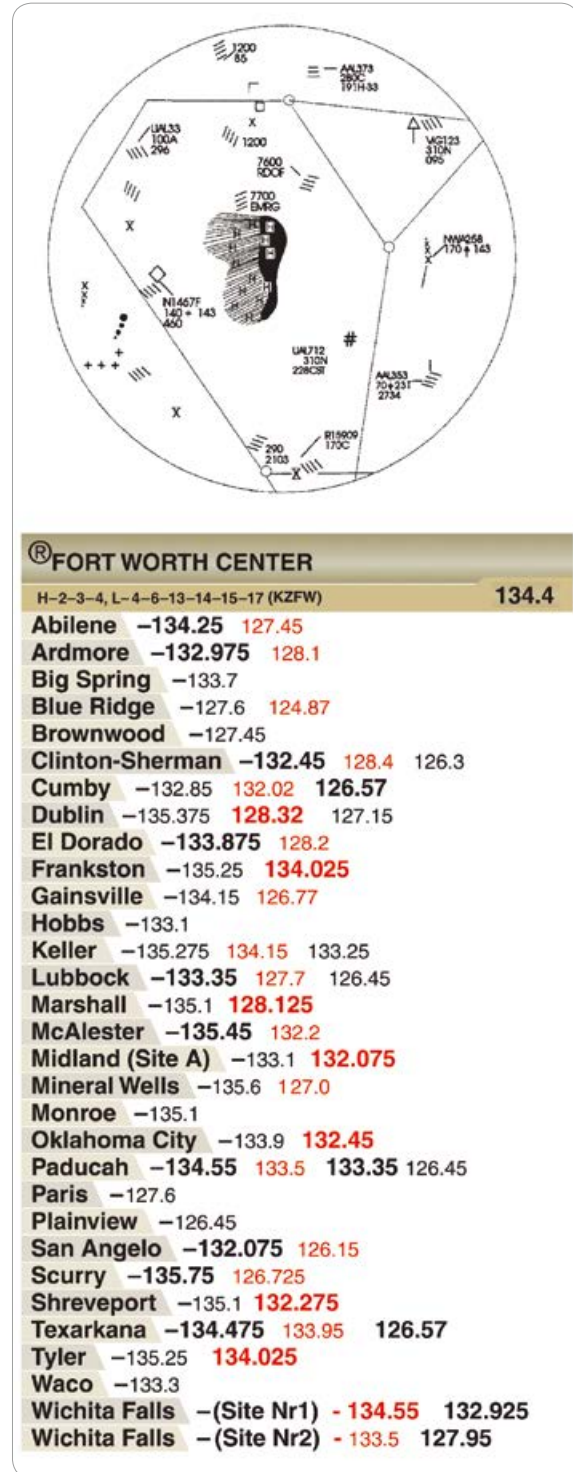 1200
85
AAL373
280C
191H-33
UAL33
100A
296
X
1200
VIG123
310N
095
7600
RDOF
7700
EMRG
H
H
H
H
H
H
H
H
H
X
NWA258
170 ↑ 143
X
X
X
N1467F
140 + 143
460
X
X
+
+ + +
#
UAL712
310N
228CST
AAL353
70 ↓ 231
2734
X
290
2103
R15909
170C
X
®FORT WORTH CENTER
H–2–3–4, L–4–6–13–14–15–17 (KZFW) 134.4
Abilene –134.25 127.45
Ardmore –132.975 128.1
Big Spring –133.7
Blue Ridge –127.6 124.87
Brownwood –127.45
Clinton-Sherman –132.45 128.4 126.3
Cumby –132.85 132.02 126.57
Dublin –135.375 128.32 127.15
El Dorado –133.875 128.2
Frankston –135.25 134.025
Gainsville –134.15 126.77
Hobbs –133.1
Keller –135.275 134.15 133.25
Lubbock –133.35 127.7 126.45
Marshall –135.1 128.125
McAlester –135.45 132.2
Midland (Site A) –133.1 132.075
Mineral Wells –135.6 127.0
Monroe –135.1
Oklahoma City –133.9 132.45
Paducah –134.55 133.5 133.35 126.45
Paris –127.6
Plainview –126.45
San Angelo –132.075 126.15
Scurry –135.75 126.725
Shreveport –135.1 132.275
Texarkana –134.475 133.95 126.57
Tyler –135.25 134.025
Waco –133.3
Wichita Falls –(Site Nr1) - 134.55 132.925
Wichita Falls –(Site Nr2) - 133.5 127.95